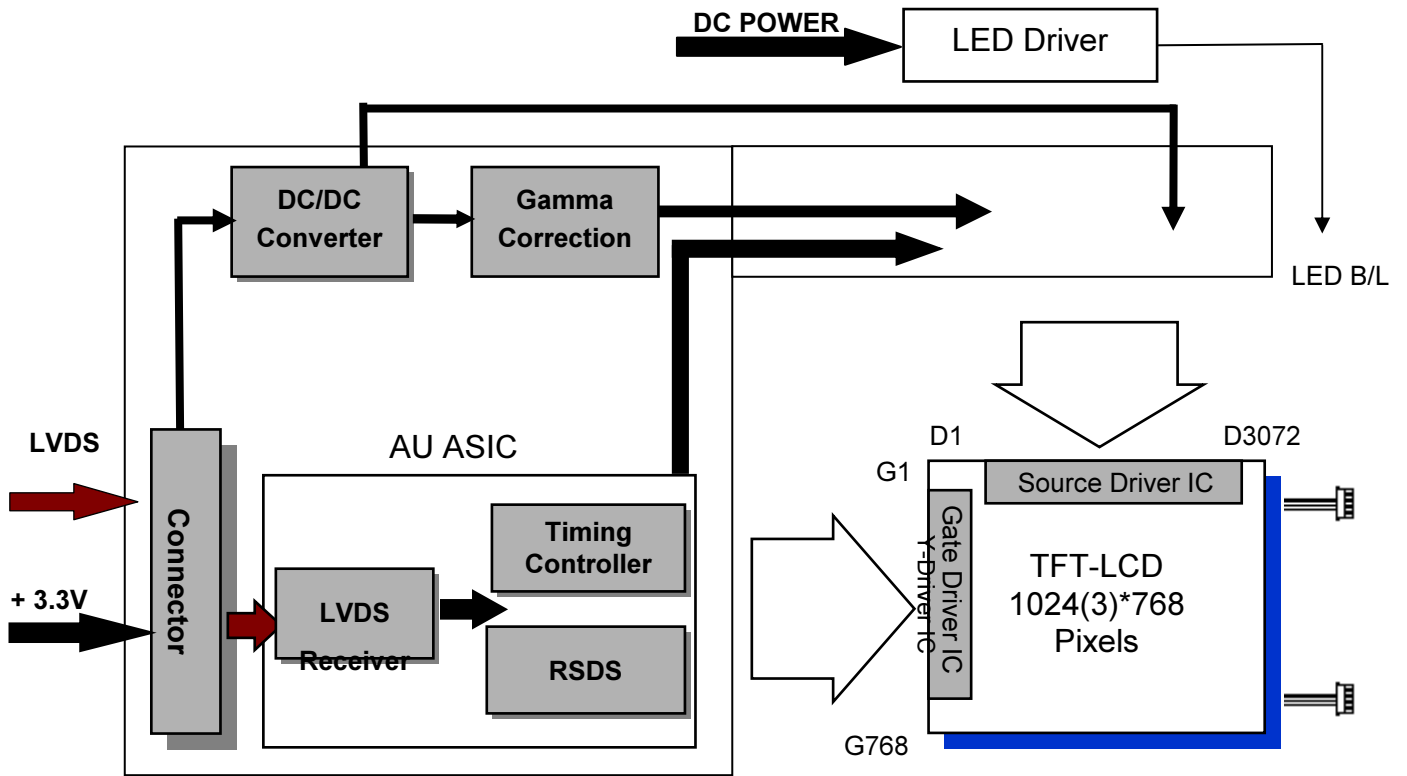 DC POWER
LED Driver
DC/DC
Converter
Gamma
Correction
LED B/L
LVDS
+ 3.3V
Connector
AU ASIC
LVDS
Receiver
Timing
Controller
RSDS
D1
D3072
G1
G768
Source Driver IC
Gate Driver IC
Y-Driver IC
TFT-LCD
1024(3)*768
Pixels